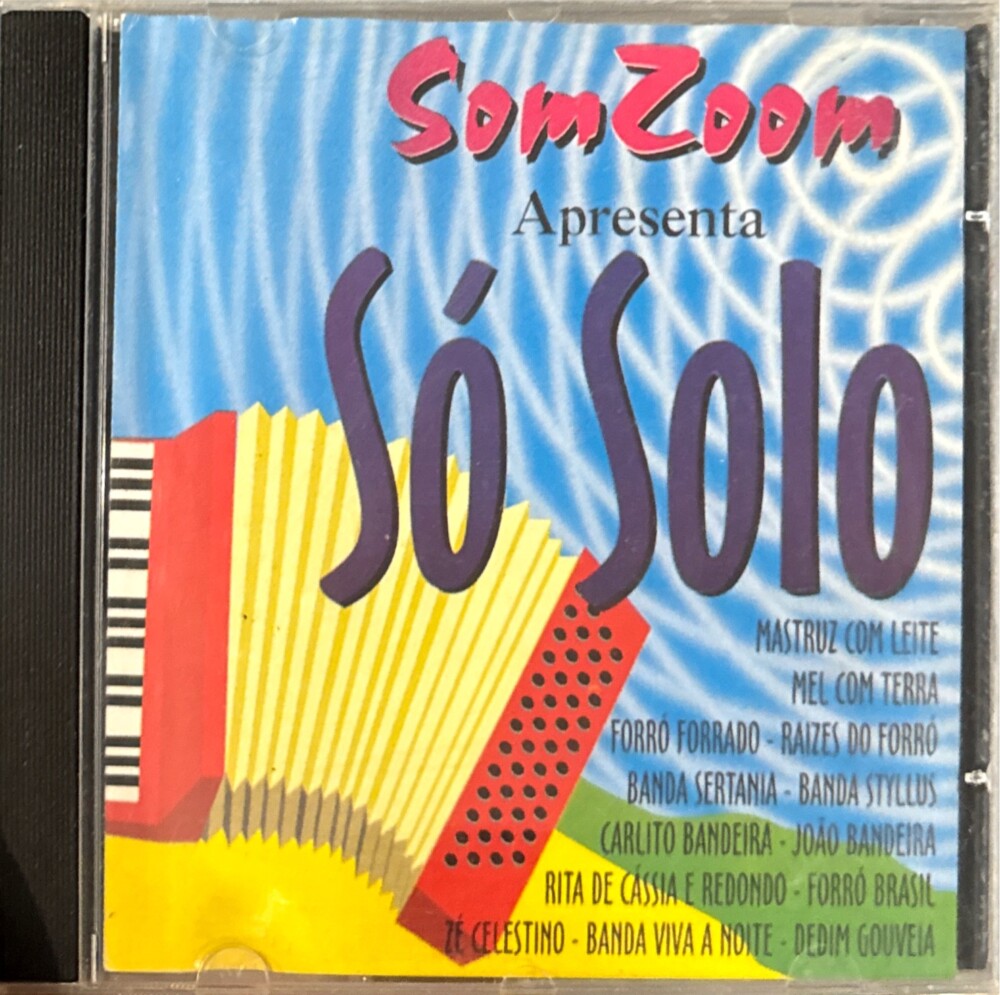 SomZoom
Apresenta
Só Solo
MASTRUZ COM LEITE
MEL COM TERRA
FORRÓ FORRADO - RAIZES DO FORRÓ
BANDA SERTANIA - BANDA STYLLUS
CARLITO BANDEIRA - JOÃO BANDEIRA
RITA DE CÁSSIA E REDONDO - FORRÓ BRASIL
ZÉ CELESTINO - BANDA VIVA A NOITE - DEDIM GOUVEIA